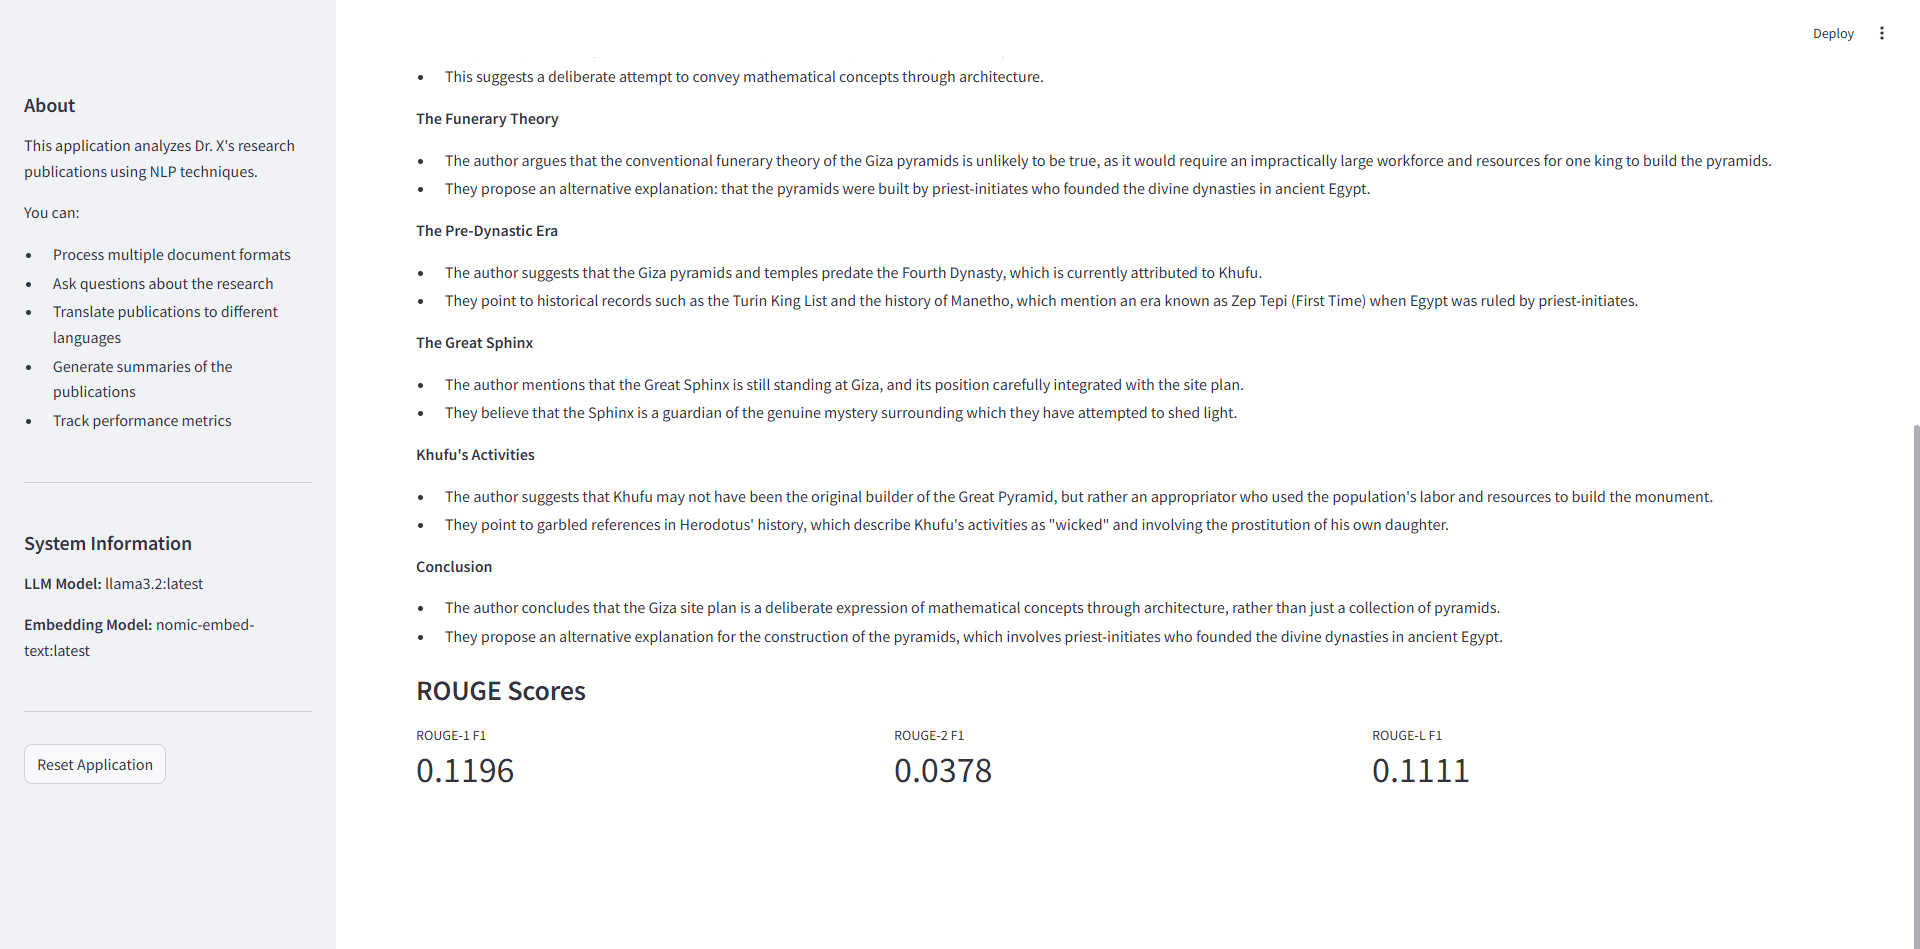 Deploy
About
This application analyzes Dr. X's research
publications using NLP techniques.
You can:
• Process multiple document formats
• Ask questions about the research
• Translate publications to different
languages
• Generate summaries of the
publications
• Track performance metrics
System Information
LLM Model: llama3.2:latest
Embedding Model: nomic-embed-
text:latest
Reset Application
• This suggests a deliberate attempt to convey mathematical concepts through architecture.
The Funerary Theory
• The author argues that the conventional funerary theory of the Giza pyramids is unlikely to be true, as it would require an impractically large workforce and resources for one king to build the pyramids.
• They propose an alternative explanation: that the pyramids were built by priest-initiates who founded the divine dynasties in ancient Egypt.
The Pre-Dynastic Era
• The author suggests that the Giza pyramids and temples predate the Fourth Dynasty, which is currently attributed to Khufu.
• They point to historical records such as the Turin King List and the history of Manetho, which mention an era known as Zep Tepi (First Time) when Egypt was ruled by priest-initiates.
The Great Sphinx
• The author mentions that the Great Sphinx is still standing at Giza, and its position carefully integrated with the site plan.
• They believe that the Sphinx is a guardian of the genuine mystery surrounding which they have attempted to shed light.
Khufu's Activities
• The author suggests that Khufu may not have been the original builder of the Great Pyramid, but rather an appropriator who used the population's labor and resources to build the monument.
• They point to garbled references in Herodotus' history, which describe Khufu's activities as "wicked" and involving the prostitution of his own daughter.
Conclusion
• The author concludes that the Giza site plan is a deliberate expression of mathematical concepts through architecture, rather than just a collection of pyramids.
• They propose an alternative explanation for the construction of the pyramids, which involves priest-initiates who founded the divine dynasties in ancient Egypt.
ROUGE Scores
ROUGE-1 F1
0.1196
ROUGE-2 F1
0.0378
ROUGE-L F1
0.1111